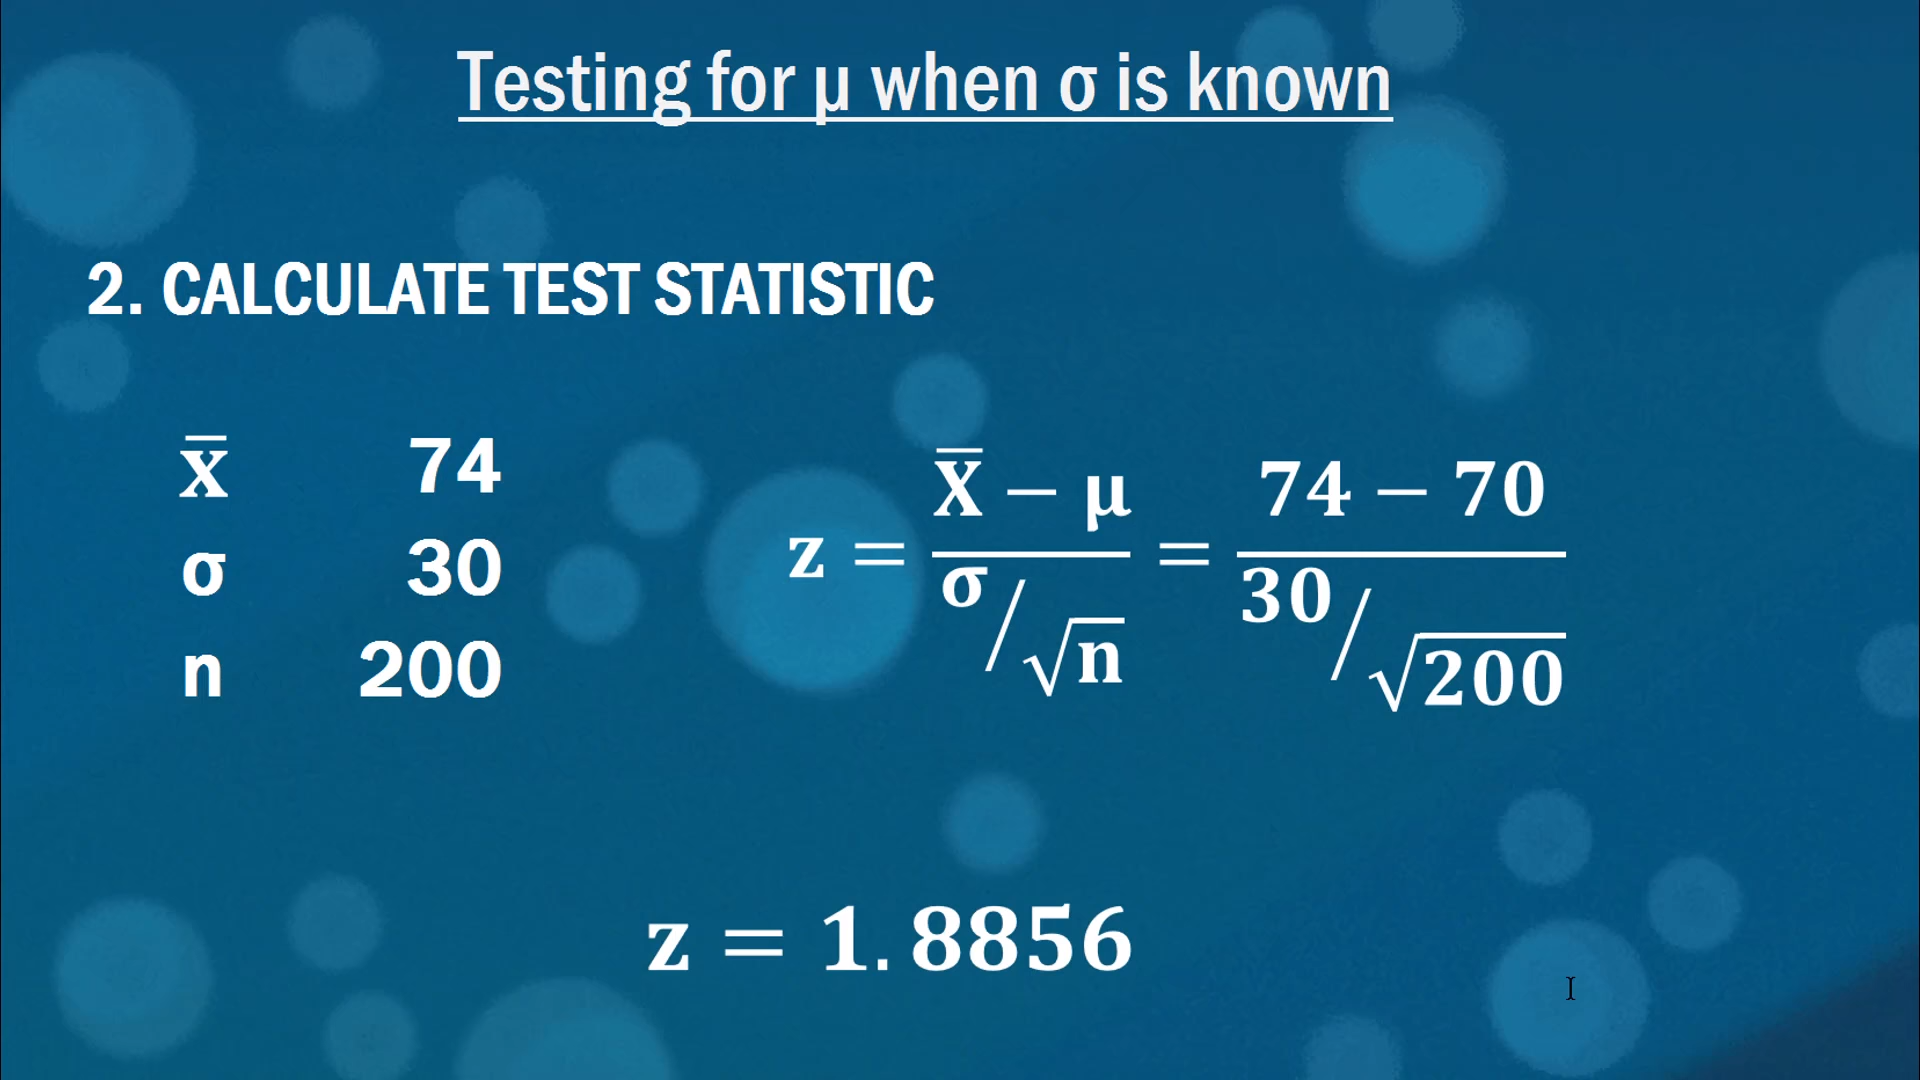 Testing for μ when σ is known
2. CALCULATE TEST STATISTIC
x̅ 74
σ 30
n 200
z = (X̅ − μ) / (σ/√n) = (74 − 70) / (30/√200)
z = 1.8856